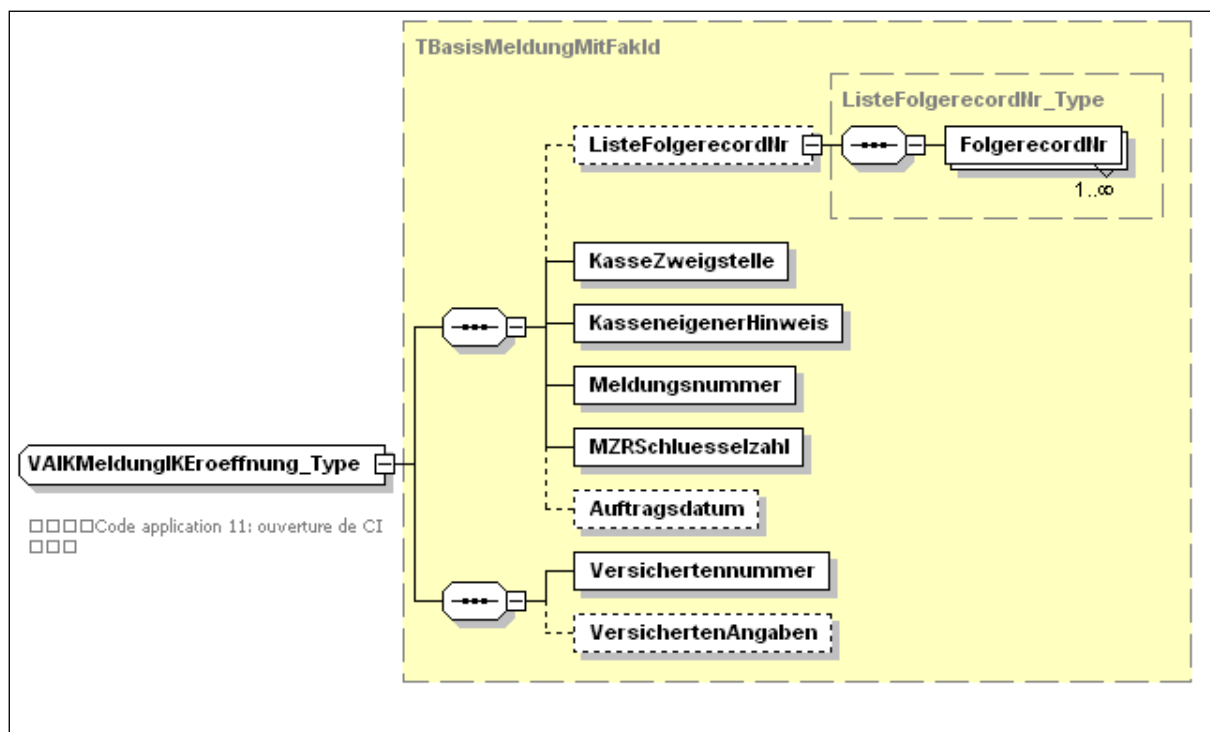 TBasisMeldungMitFakId
ListeFolgerecordNr_Type
ListeFolgerecordNr
FolgerecordNr
1..∞
KasseZweigstelle
KasseneigenerHinweis
Meldungsnummer
MZRSchluesselzahl
VAIKMeldungIKEroeffnung_Type
Auftragsdatum
□□□□Code application 11: ouverture de CI
□□□
Versichertennummer
VersichertenAngaben